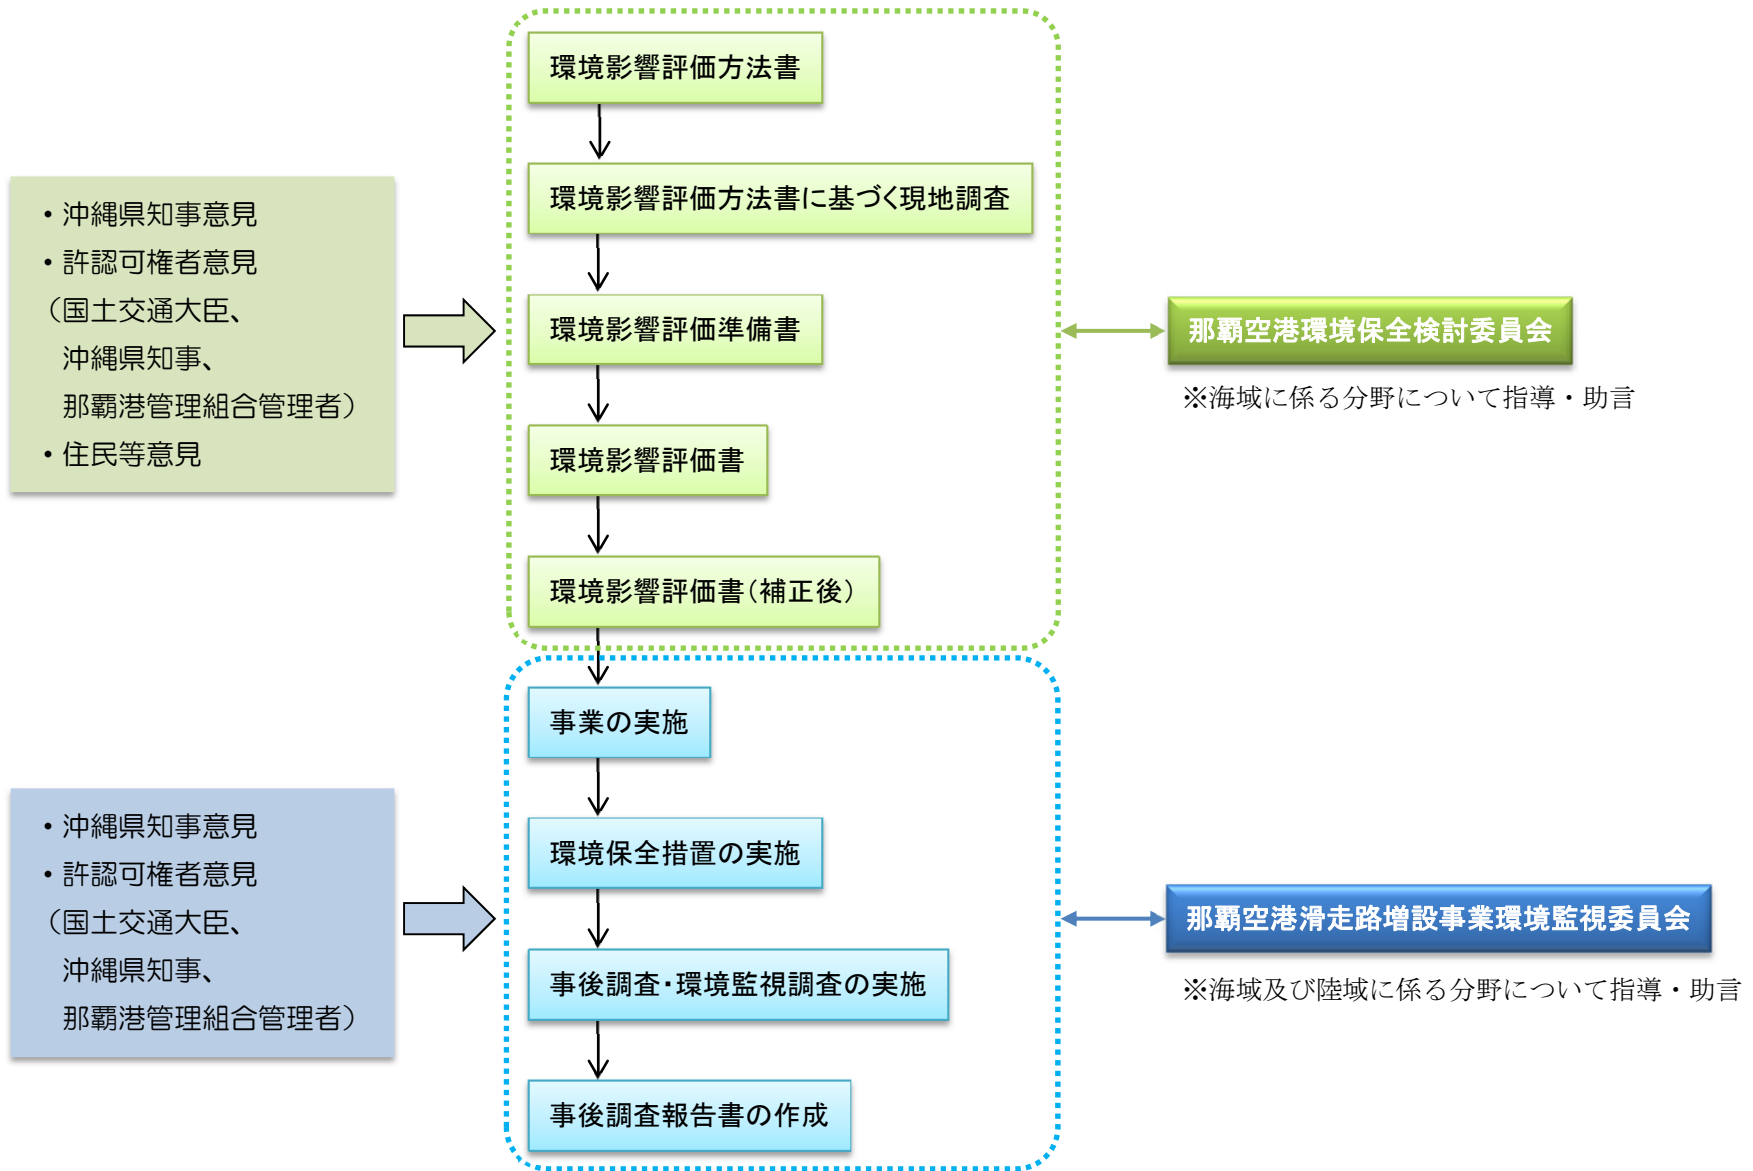 環境影響評価方法書
環境影響評価方法書に基づく現地調査
環境影響評価準備書
環境影響評価書
環境影響評価書（補正後）
・沖縄県知事意見
・許認可権者意見
（国土交通大臣、
沖縄県知事、
那覇港管理組合管理者）
・住民等意見
那覇空港環境保全検討委員会
※海域に係る分野について指導・助言
事業の実施
環境保全措置の実施
事後調査・環境監視調査の実施
事後調査報告書の作成
・沖縄県知事意見
・許認可権者意見
（国土交通大臣、
沖縄県知事、
那覇港管理組合管理者）
那覇空港滑走路増設事業環境監視委員会
※海域及び陸域に係る分野について指導・助言